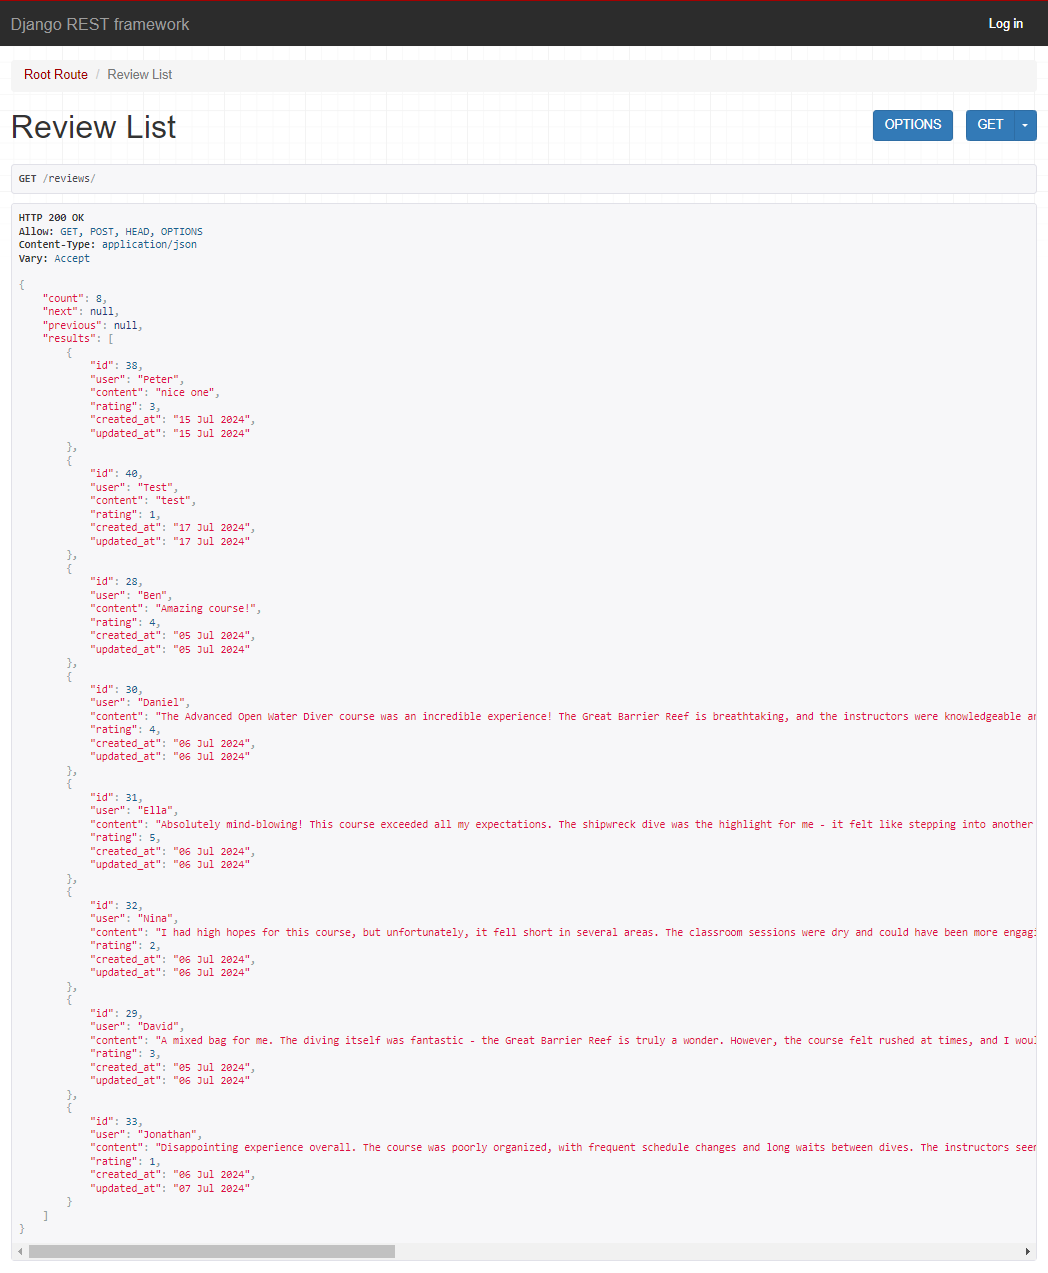 Django REST framework
Log in
Root Route / Review List
Review List
OPTIONS
GET
GET /reviews/
HTTP 200 OK
Allow: GET, POST, HEAD, OPTIONS
Content-Type: application/json
Vary: Accept
{
    "count": 8,
    "next": null,
    "previous": null,
    "results": [
        {
            "id": 38,
            "user": "Peter",
            "content": "nice one",
            "rating": 3,
            "created_at": "15 Jul 2024",
            "updated_at": "15 Jul 2024"
        },
        {
            "id": 40,
            "user": "Test",
            "content": "test",
            "rating": 1,
            "created_at": "17 Jul 2024",
            "updated_at": "17 Jul 2024"
        },
        {
            "id": 28,
            "user": "Ben",
            "content": "Amazing course!",
            "rating": 4,
            "created_at": "05 Jul 2024",
            "updated_at": "05 Jul 2024"
        },
        {
            "id": 30,
            "user": "Daniel",
            "content": "The Advanced Open Water Diver course was an incredible experience! The Great Barrier Reef is breathtaking, and the instructors were knowledgeable
            "rating": 4,
            "created_at": "06 Jul 2024",
            "updated_at": "06 Jul 2024"
        },
        {
            "id": 31,
            "user": "Ella",
            "content": "Absolutely mind-blowing! This course exceeded all my expectations. The shipwreck dive was the highlight for me - it felt like stepping into another
            "rating": 5,
            "created_at": "06 Jul 2024",
            "updated_at": "06 Jul 2024"
        },
        {
            "id": 32,
            "user": "Nina",
            "content": "I had high hopes for this course, but unfortunately, it fell short in several areas. The classroom sessions were dry and could have been more
            "rating": 2,
            "created_at": "06 Jul 2024",
            "updated_at": "06 Jul 2024"
        },
        {
            "id": 29,
            "user": "David",
            "content": "A mixed bag for me. The diving itself was fantastic - the Great Barrier Reef is truly a wonder. However, the course felt rushed at times, and I
            "rating": 3,
            "created_at": "05 Jul 2024",
            "updated_at": "06 Jul 2024"
        },
        {
            "id": 33,
            "user": "Jonathan",
            "content": "Disappointing experience overall. The course was poorly organized, with frequent schedule changes and long waits between dives. The instructors
            "rating": 1,
            "created_at": "06 Jul 2024",
            "updated_at": "07 Jul 2024"
        }
    ]
}